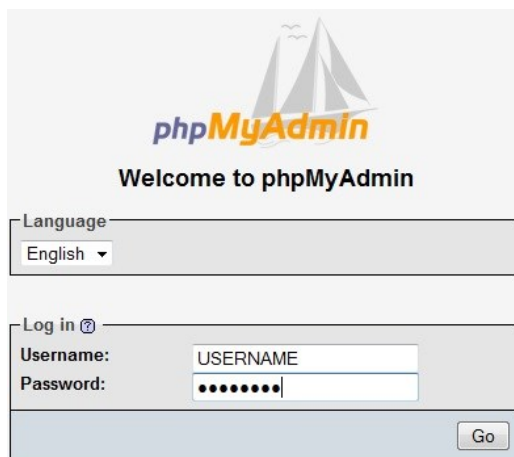 phpMyAdmin
Welcome to phpMyAdmin
Language
English
Log in
Username: USERNAME
Password: ••••••••
Go